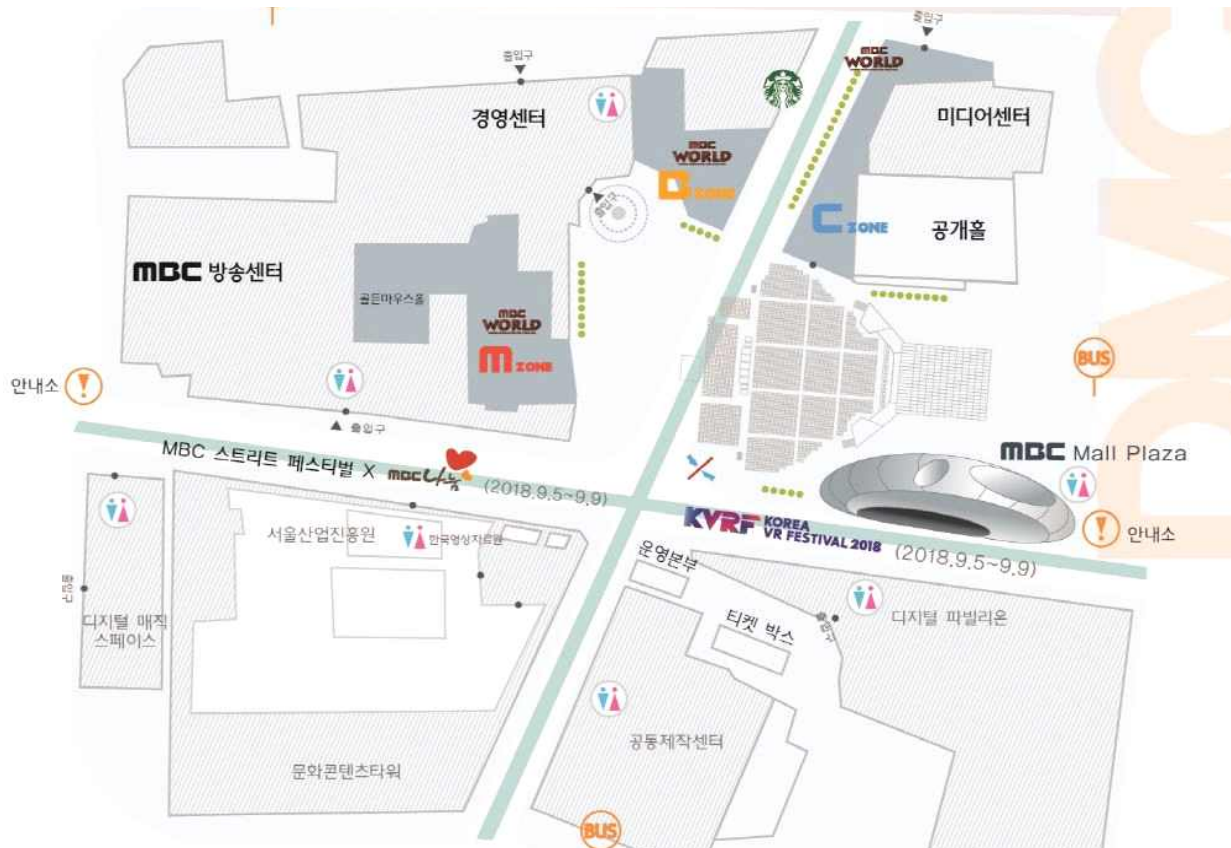 출입구
출입구
MBC WORLD
경영센터
미디어센터
MBC WORLD
B ZONE
출입구
C ZONE
공개홀
MBC 방송센터
골든마우스홀
MBC WORLD
M ZONE
BUS
안내소
출입구
MBC 스트리트 페스티벌 X MBC나눔 (2018.9.5~9.9)
MBC Mall Plaza
안내소
KVRF KOREA VR FESTIVAL 2018 (2018.9.5~9.9)
서울산업진흥원
한국영상자료원
운영본부
출입구
디지털 매직
스페이스
티켓 박스
출입구
디지털 파빌리온
공동제작센터
문화콘텐츠타워
BUS
DMC